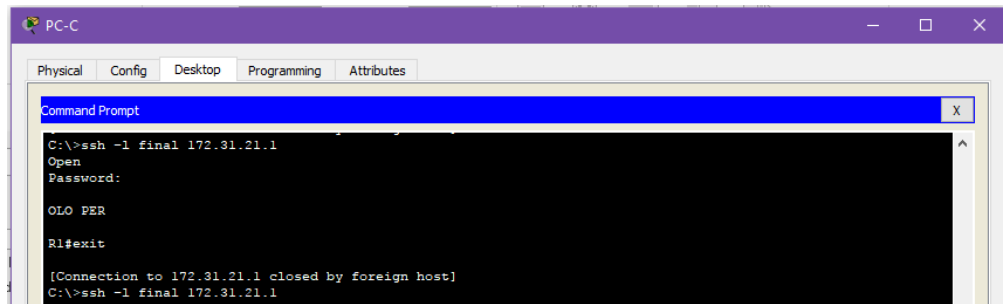 PC-C
Physical Config Desktop Programming Attributes
Command Prompt X
C:\>ssh -l final 172.31.21.1
Open
Password:
OLO PER
R1#exit
[Connection to 172.31.21.1 closed by foreign host]
C:\>ssh -l final 172.31.21.1